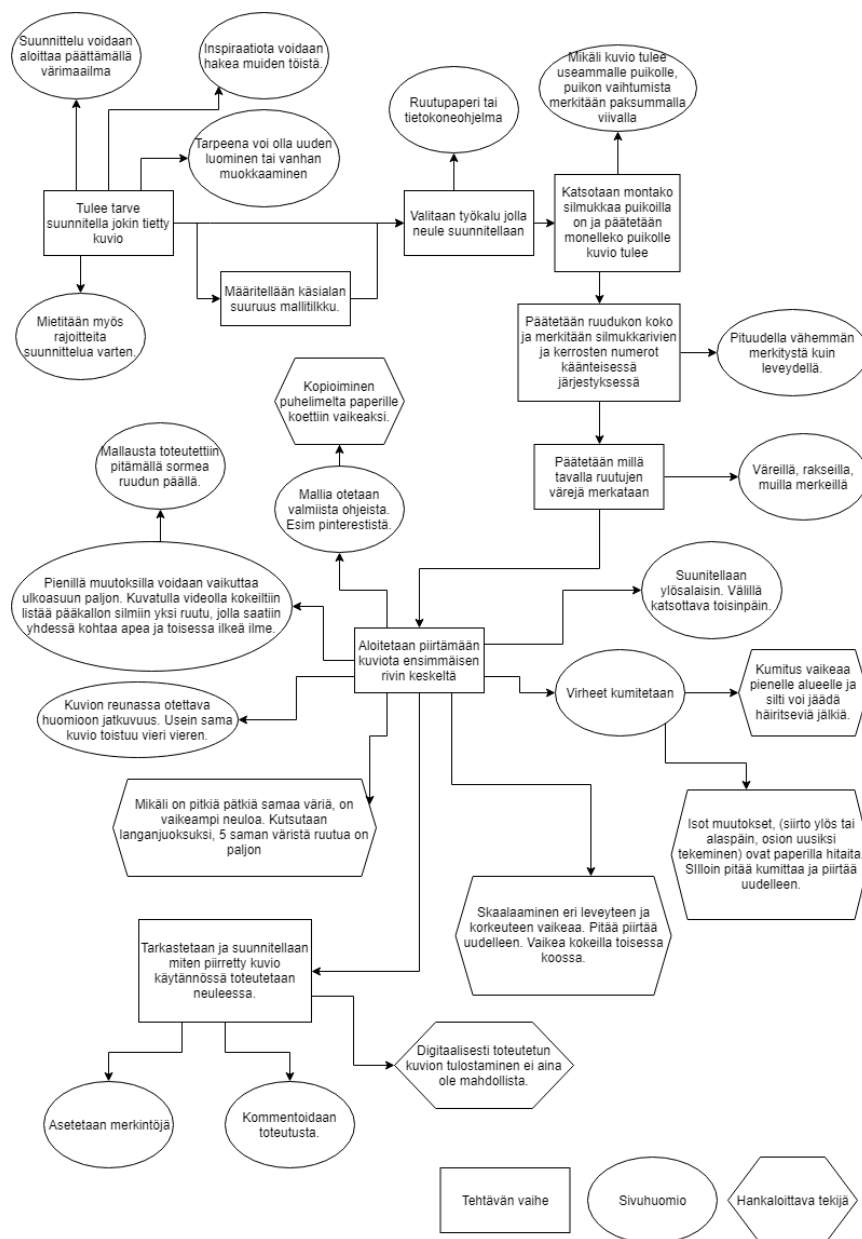 Suunnittelu voidaan
aloittaa päättämällä
värimaailma
Inspiraatiota voidaan
hakea muiden töistä.
Tarpeena voi olla uuden
luominen tai vanhan
muokkaaminen
Ruutupaperi tai
tietokoneohjelma
Mikäli kuvio tulee
useammalle puikolle,
puikon vaihtumista
merkitään paksummalla
viivalla
Tulee tarve
suunnitella jokin tietty
kuvio
Valitaan työkalu jolla
neule suunnitellaan
Katsotaan montako
silmukkaa puikoilla
on ja päätetään
monelleko puikolle
kuvio tulee
Määritellään käsialan
suuruus mallitilkku.
Mietitään myös
rajoitteita
suunnittelua varten.
Päätetään ruudukon koko
ja merkitään silmukkarivien
ja kerrosten numerot
käänteisessä
järjestyksessä
Pituudella vähemmän
merkitystä kuin
leveydellä.
Kopioiminen
puhelimelta paperille
koettiin vaikeaksi.
Mallausta toteutettiin
pitämällä sormea
ruudun päällä.
Mallia otetaan
valmiista ohjeista.
Esim pinterestistä.
Päätetään millä
tavalla ruutujen
värejä merkataan
Väreillä, rakseilla,
muilla merkeillä
Pienillä muutoksilla voidaan vaikuttaa
ulkoasuun paljon. Kuvatulla videolla kokeiltiin
listää pääkallon silmiin yksi ruutu, jolla saatiin
yhdessä kohtaa apea ja toisessa ilkeä ilme.
Suunitellaan
ylösalaisin. Välillä
katsottava toisinpäin.
Aloitetaan piirtämään
kuviota ensimmäisen
rivin keskeltä
Virheet kumitetaan
Kumitus vaikeaa
pienelle alueelle ja
silti voi jäädä
häiritseviä jälkiä.
Kuvion reunassa otettava
huomioon jatkuvuus. Usein sama
kuvio toistuu vieri vieren.
Mikäli on pitkiä pätkiä samaa väriä, on
vaikeampi neuloa. Kutsutaan
langanjuoksuksi, 5 saman väristä ruutua on
paljon
Isot muutokset, (siirto ylös tai
alaspäin, osion uusiksi
tekeminen) ovat paperilla hitaita.
SIlloin pitää kumittaa ja piirtää
uudelleen.
Skaalaaminen eri leveyteen ja
korkeuteen vaikeaa. Pitää piirtää
uudelleen. Vaikea kokeilla toisessa
koossa.
Tarkastetaan ja suunnitellaan
miten piirretty kuvio
käytännössä toteutetaan
neuleessa.
Digitaalisesti toteutetun
kuvion tulostaminen ei aina
ole mahdollista.
Asetetaan merkintöjä
Kommentoidaan
toteutusta.
Tehtävän vaihe
Sivuhuomio
Hankaloittava tekijä